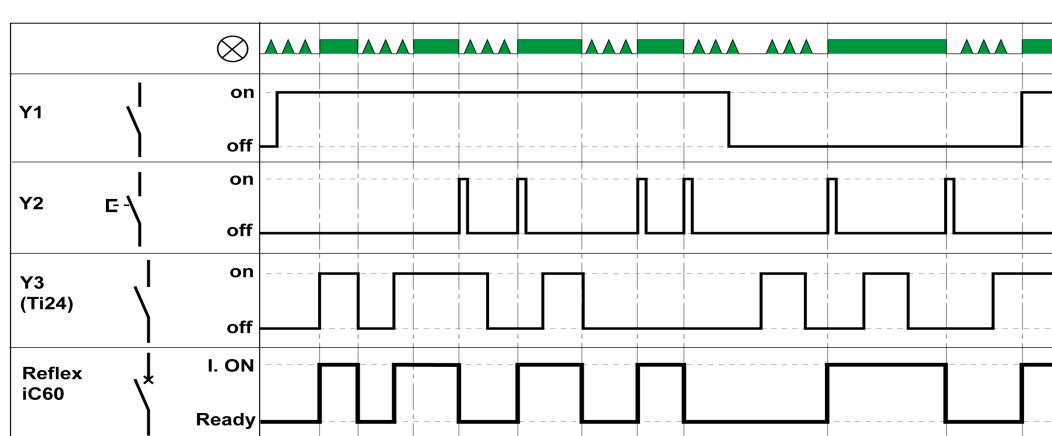 Y1
on
off
Y2
on
off
Y3
(Ti24)
on
off
Reflex
iC60
I. ON
Ready